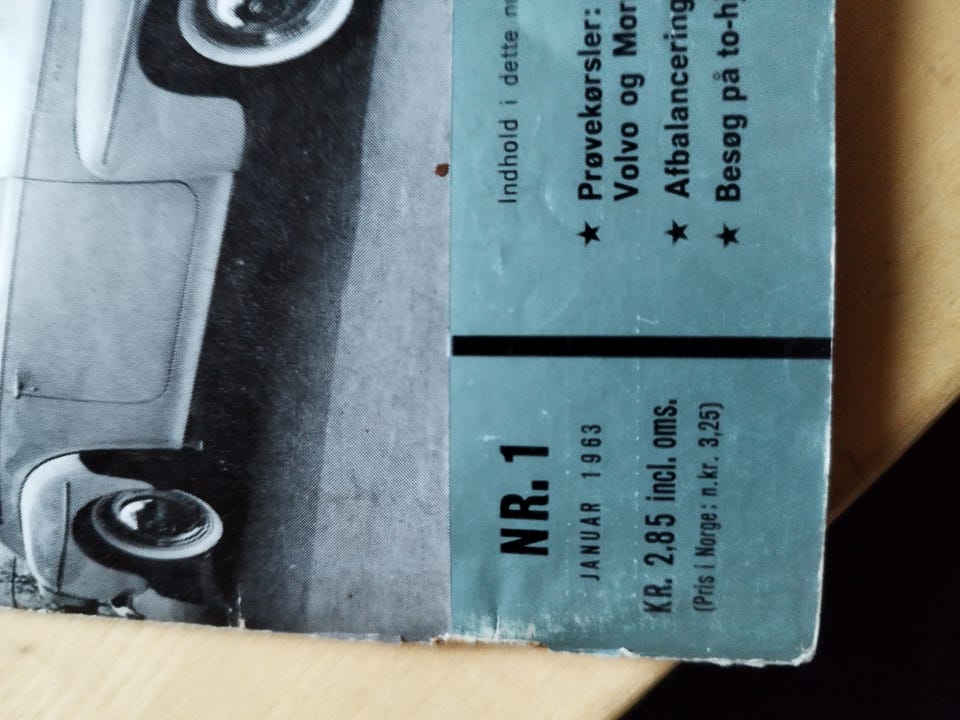 NR. 1
JANUAR 1963
KR. 2,85 incl. oms.
(Pris i Norge: n.kr. 3,25)
Indhold i dette
★ Prøvekørsler:
Volvo og
★ Afbalancering
★ Besøg på